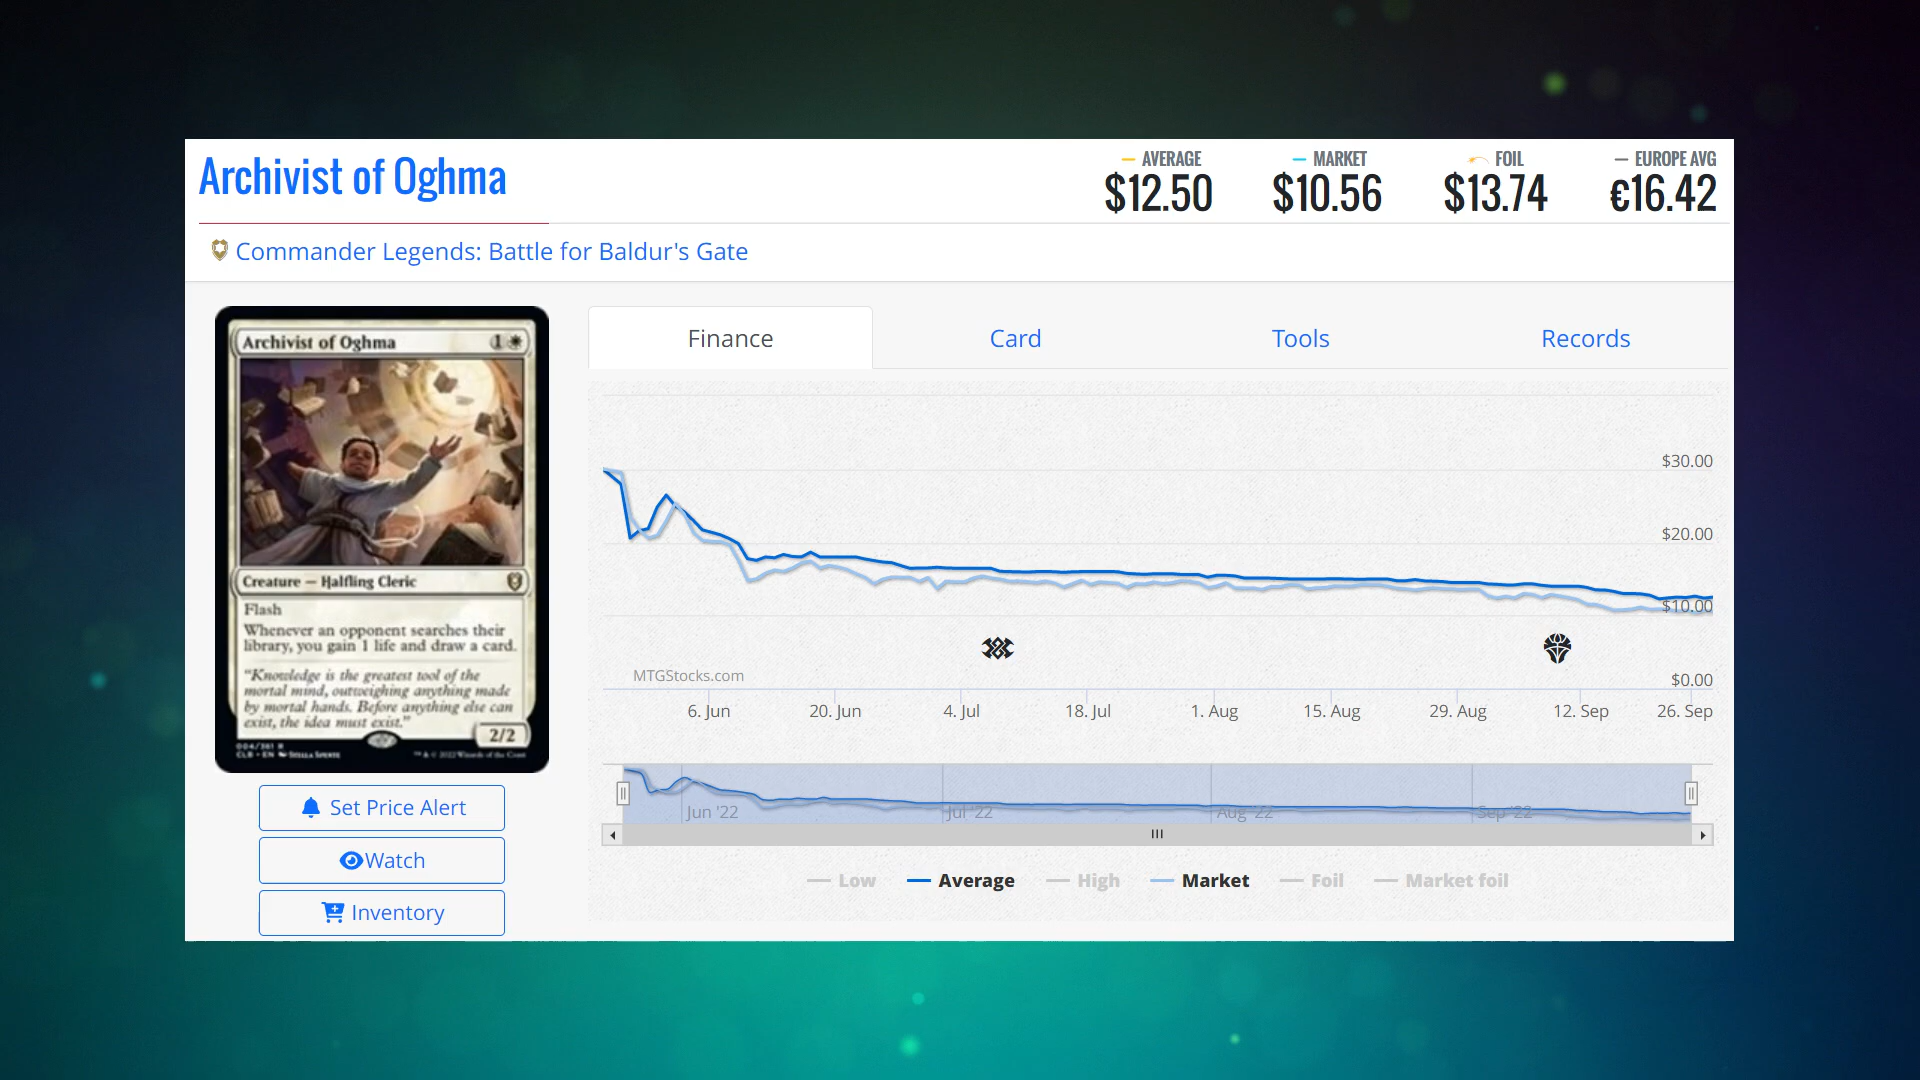 Archivist of Oghma
AVERAGE
$12.50
MARKET
$10.56
FOIL
$13.74
EUROPE AVG
€16.42
Commander Legends: Battle for Baldur's Gate
Archivist of Oghma 1
Creature — Halfling Cleric
Flash
Whenever an opponent searches their
library, you gain 1 life and draw a card.
"Knowledge is the greatest tool of the
mortal mind, outweighing anything made
by mortal hands. Before anything else can
exist, the idea must exist."
2/2
004/361 R
CLB • EN
Set Price Alert
Watch
Inventory
Finance
Card
Tools
Records
$30.00
$20.00
$10.00
$0.00
MTGStocks.com
6. Jun 20. Jun 4. Jul 18. Jul 1. Aug 15. Aug 29. Aug 12. Sep 26. Sep
Jun '22 Jul '22 Aug '22 Sep '22
Low Average High Market Foil Market foil